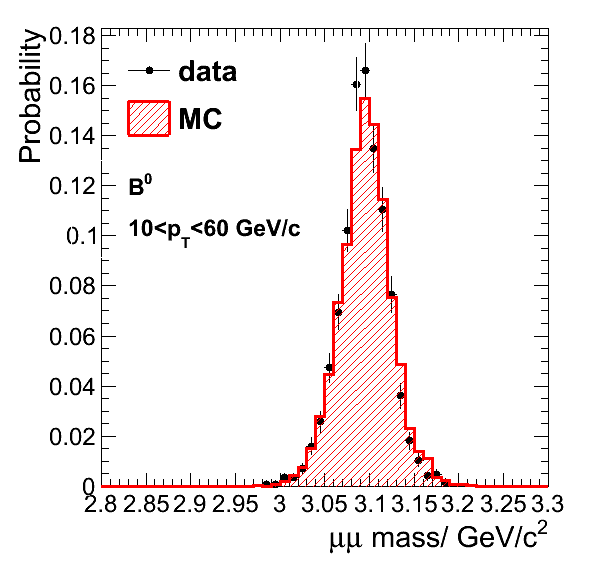 Probability
0.18
0.16
0.14
0.12
0.1
0.08
0.06
0.04
0.02
0
data
MC
B⁰
10<p_T<60 GeV/c
2.8 2.85 2.9 2.95 3 3.05 3.1 3.15 3.2 3.25 3.3
μμ mass/ GeV/c²